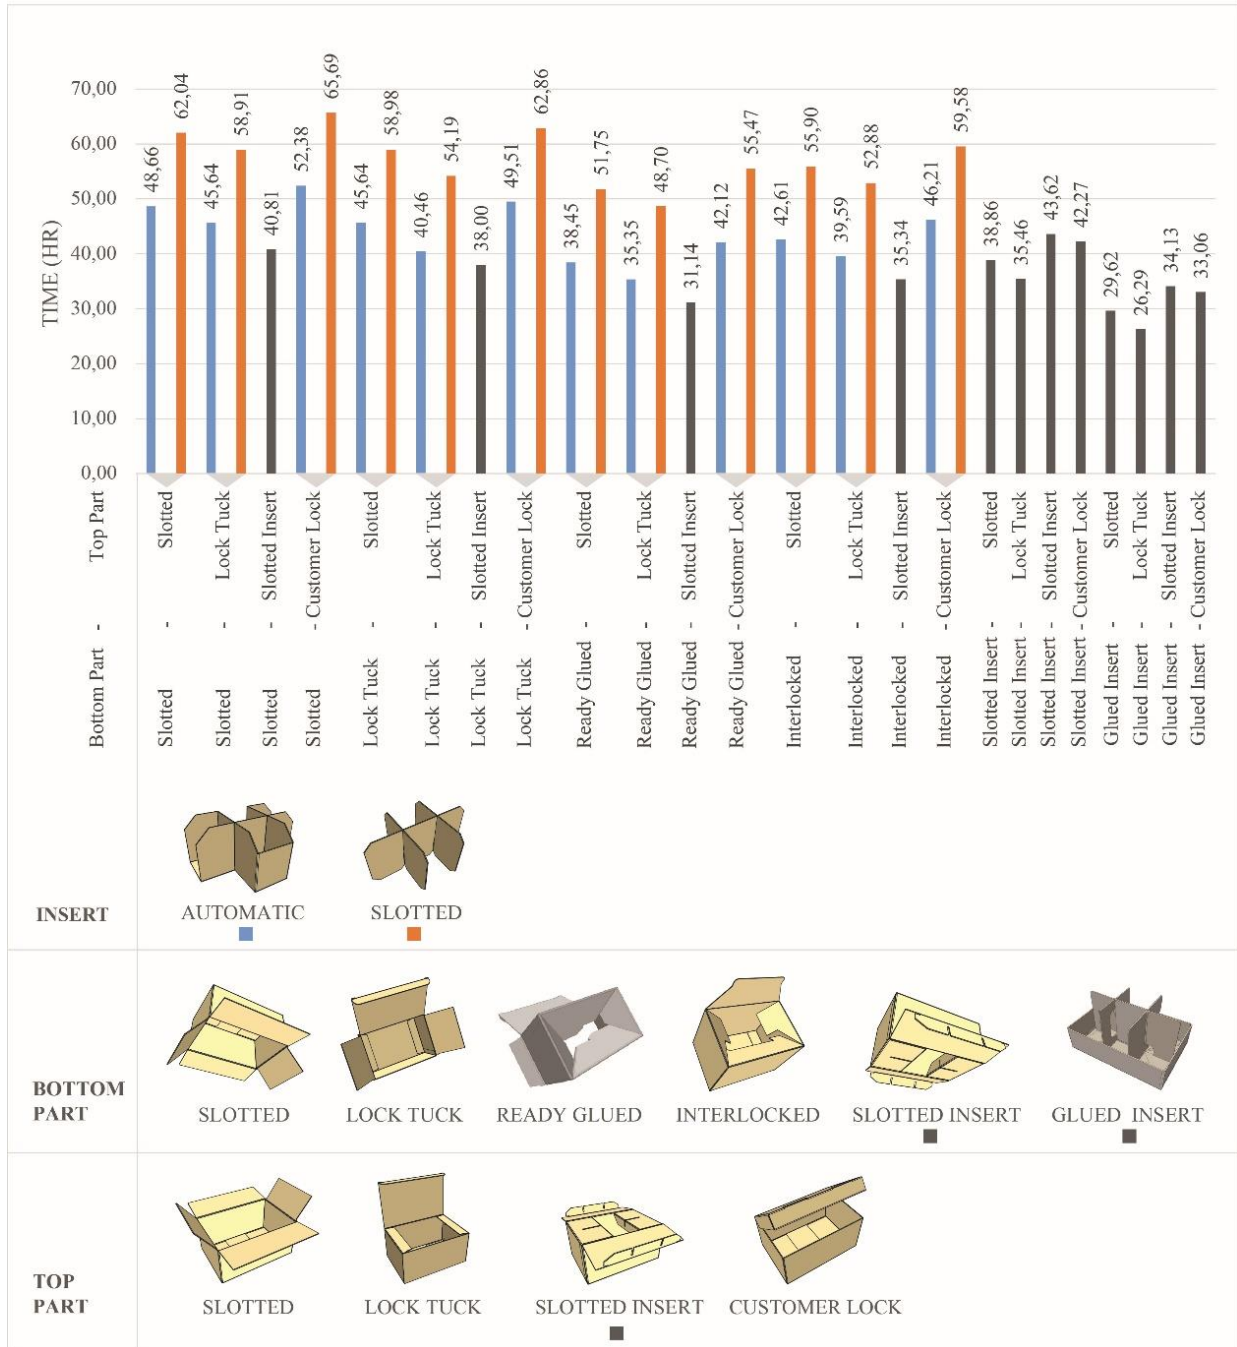 70,00
60,00
50,00
40,00
30,00
20,00
10,00
0,00
TIME (HR)
48,66
62,04
45,64
58,91
40,81
52,38
65,69
45,64
58,98
40,46
54,19
38,00
49,51
62,86
38,45
51,75
35,35
48,70
31,14
42,12
55,47
42,61
55,90
39,59
52,88
35,34
46,21
59,58
38,86
35,46
43,62
42,27
29,62
26,29
34,13
33,06
Bottom Part - Top Part
Slotted - Slotted
Slotted - Lock Tuck
Slotted - Slotted Insert
Slotted - Customer Lock
Lock Tuck - Slotted
Lock Tuck - Lock Tuck
Lock Tuck - Slotted Insert
Lock Tuck - Customer Lock
Ready Glued - Slotted
Ready Glued - Lock Tuck
Ready Glued - Slotted Insert
Ready Glued - Customer Lock
Interlocked - Slotted
Interlocked - Lock Tuck
Interlocked - Slotted Insert
Interlocked - Customer Lock
Slotted Insert - Slotted
Slotted Insert - Lock Tuck
Slotted Insert - Slotted Insert
Slotted Insert - Customer Lock
Glued Insert - Slotted
Glued Insert - Lock Tuck
Glued Insert - Slotted Insert
Glued Insert - Customer Lock
INSERT
AUTOMATIC
SLOTTED
BOTTOM
PART
SLOTTED
LOCK TUCK
READY GLUED
INTERLOCKED
SLOTTED INSERT
GLUED INSERT
TOP
PART
SLOTTED
LOCK TUCK
SLOTTED INSERT
CUSTOMER LOCK